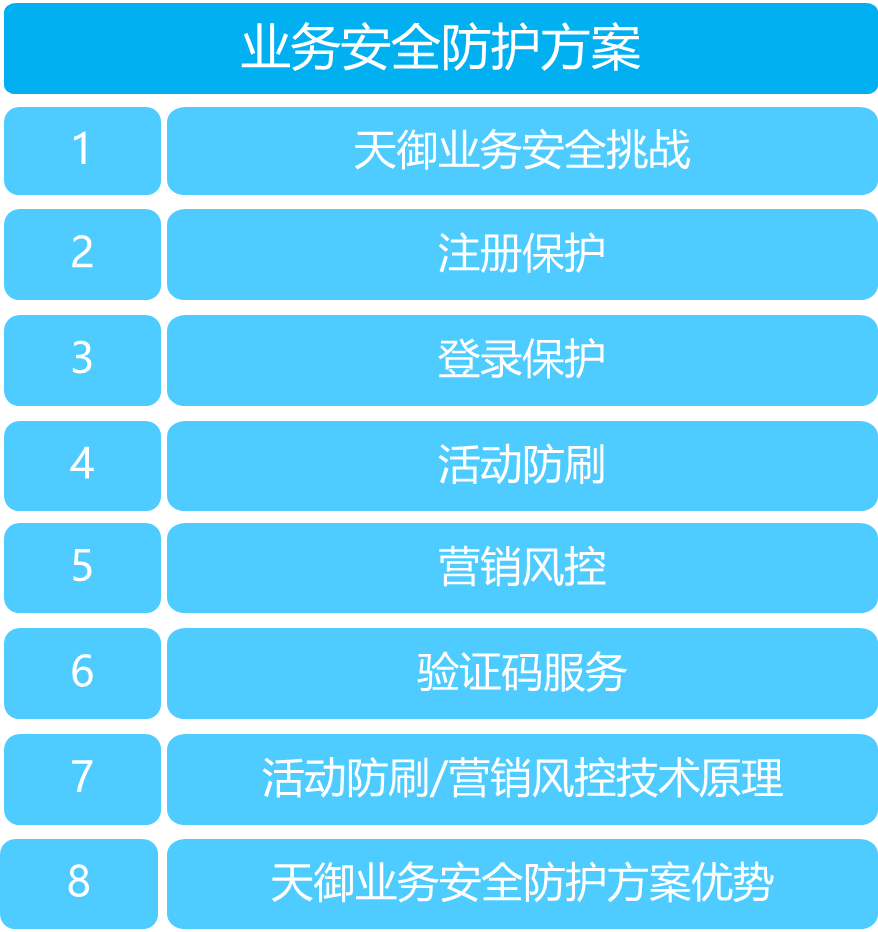 业务安全防护方案
1 天御业务安全挑战
2 注册保护
3 登录保护
4 活动防刷
5 营销风控
6 验证码服务
7 活动防刷/营销风控技术原理
8 天御业务安全防护方案优势